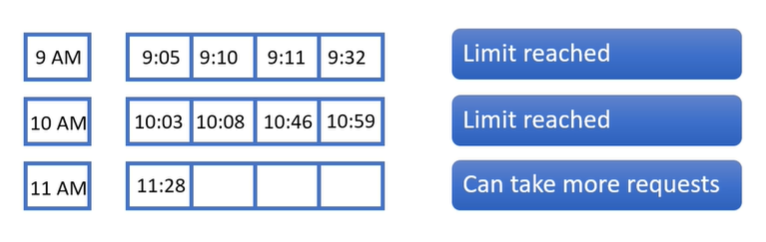 9 AM 9:05 9:10 9:11 9:32 Limit reached
10 AM 10:03 10:08 10:46 10:59 Limit reached
11 AM 11:28 Can take more requests